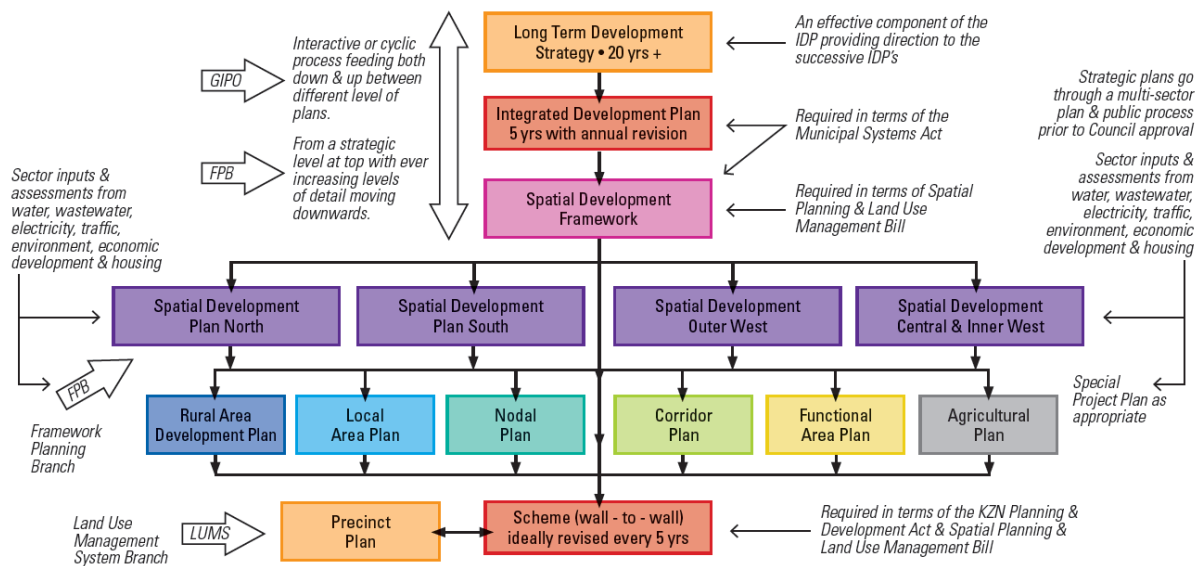 Long Term Development
Strategy • 20 yrs +
An effective component of the
IDP providing direction to the
successive IDP's
GIPO
Interactive or cyclic
process feeding both
down & up between
different level of
plans.
Integrated Development Plan
5 yrs with annual revision
Required in terms of the
Municipal Systems Act
Strategic plans go
through a multi-sector
plan & public process
prior to Council approval
FPB
From a strategic
level at top with ever
increasing levels
of detail moving
downwards.
Spatial Development
Framework
Required in terms of Spatial
Planning & Land Use
Management Bill
Sector inputs &
assessments from
water, wastewater,
electricity, traffic,
environment, economic
development & housing
Sector inputs &
assessments from
water, wastewater,
electricity, traffic,
environment, economic
development & housing
Spatial Development
Plan North
Spatial Development
Plan South
Spatial Development
Outer West
Spatial Development
Central & Inner West
FPB
Framework
Planning
Branch
Rural Area
Development Plan
Local
Area Plan
Nodal
Plan
Corridor
Plan
Functional
Area Plan
Agricultural
Plan
Special
Project Plan as
appropriate
Land Use
Management
System Branch
LUMS
Precinct
Plan
Scheme (wall - to - wall)
ideally revised every 5 yrs
Required in terms of the KZN Planning &
Development Act & Spatial Planning &
Land Use Management Bill